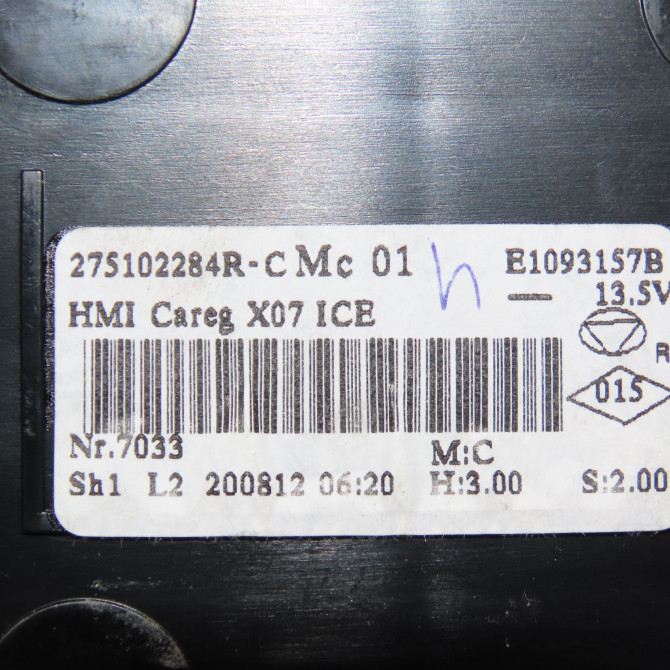 275102284R-C Mc 01 h E1093157B
HMI Careg X07 ICE 13.5V
R
015
Nr.7033 M:C
Sh1 L2 200812 06:20 H:3.00 S:2.00